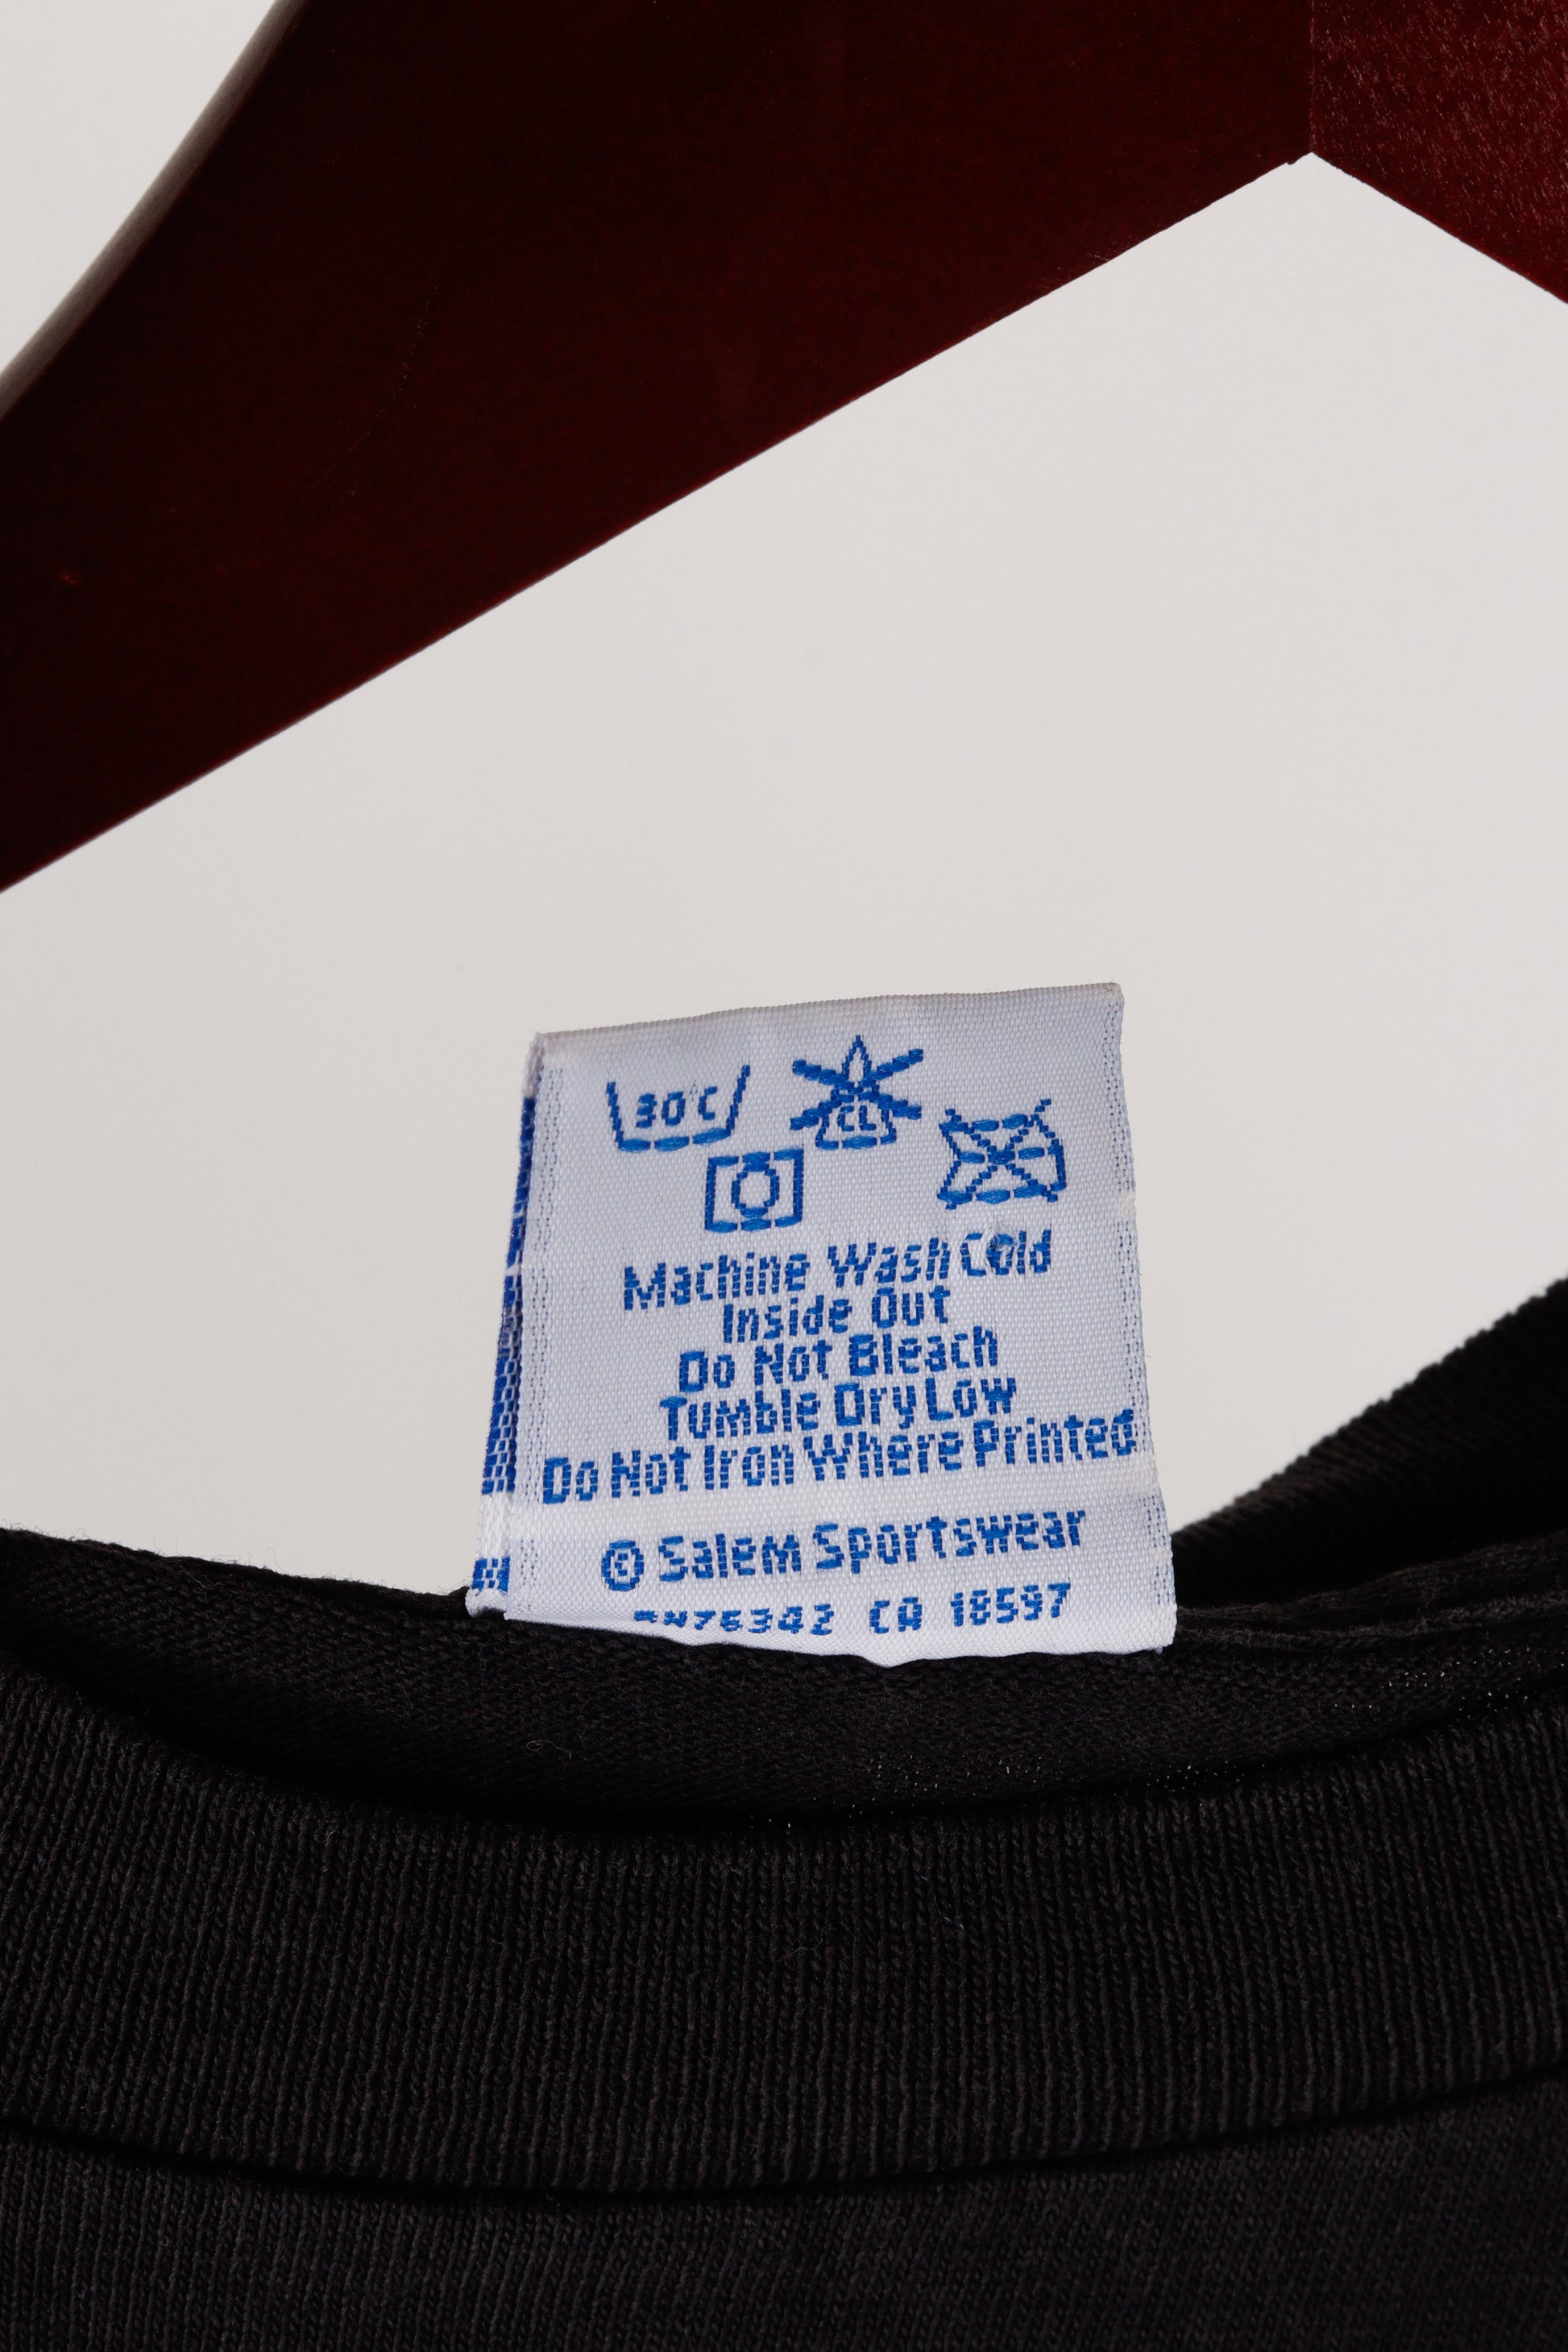 30°C
CL
Machine Wash Cold
Inside Out
Do Not Bleach
Tumble Dry Low
Do Not Iron Where Printed
© Salem Sportswear
CA 18597